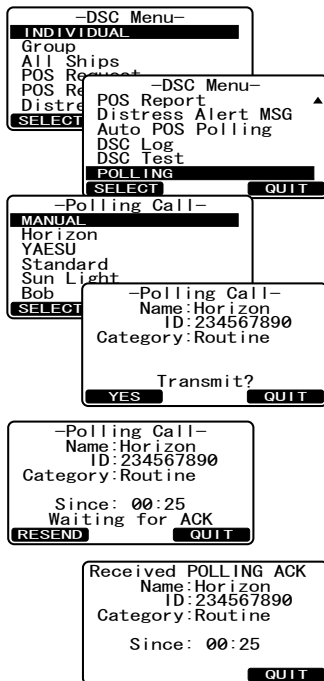 -DSC Menu-
INDIVIDUAL
Group
All Ships
POS Request
POS Re
Distre
SELECT
-DSC Menu-
POS Report
Distress Alert MSG
Auto POS Polling
DSC Log
DSC Test
POLLING
SELECT QUIT
-Polling Call-
MANUAL
Horizon
YAESU
Standard
Sun Light
Bob
SELECT
-Polling Call-
Name:Horizon
ID:234567890
Category:Routine
Transmit?
YES QUIT
-Polling Call-
Name:Horizon
ID:234567890
Category:Routine
Since: 00:25
Waiting for ACK
RESEND QUIT
Received POLLING ACK
Name:Horizon
ID:234567890
Category:Routine
Since: 00:25
QUIT